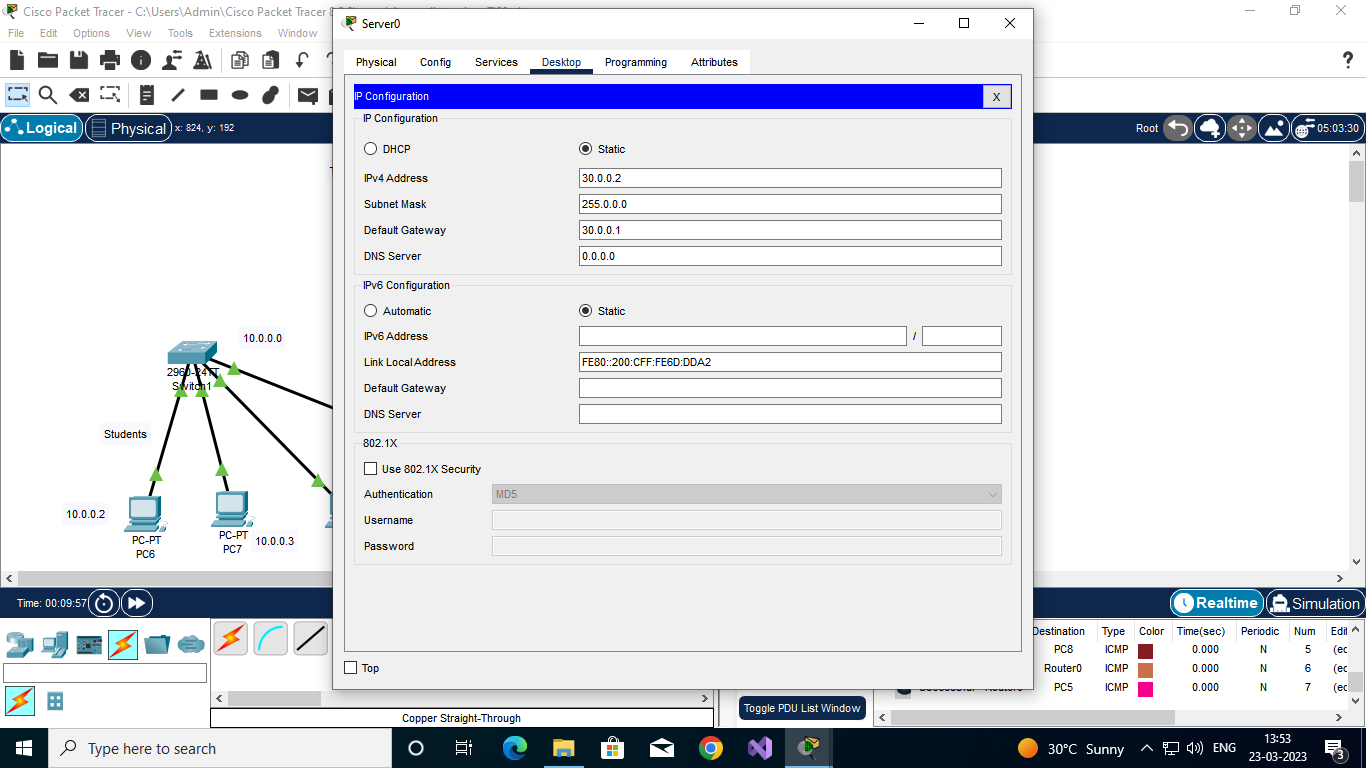 Cisco Packet Tracer - C:\Users\Admin\Cisco Packet Tracer
File Edit Options View Tools Extensions Window
Server0
Physical Config Services Desktop Programming Attributes
?
IP Configuration
X
Logical Physical x: 824, y: 192
Root 05:03:30
IP Configuration
DHCP Static
IPv4 Address 30.0.0.2
Subnet Mask 255.0.0.0
Default Gateway 30.0.0.1
DNS Server 0.0.0.0
IPv6 Configuration
Automatic Static
IPv6 Address /
Link Local Address FE80::200:CFF:FE6D:DDA2
Default Gateway
DNS Server
802.1X
Use 802.1X Security
Authentication MD5
Username
Password
Top
10.0.0.0
2960-24TT
Switch1
Students
10.0.0.2
PC-PT
PC6
PC-PT
PC7
10.0.0.3
Time: 00:09:57
Realtime Simulation
Copper Straight-Through
Toggle PDU List Window
Destination Type Color Time(sec) Periodic N Num
PC8 ICMP 0.000 N 5
Router0 ICMP 0.000 N 6
PC5 ICMP 0.000 N 7
Type here to search
30°C Sunny
ENG
13:53
23-03-2023
3